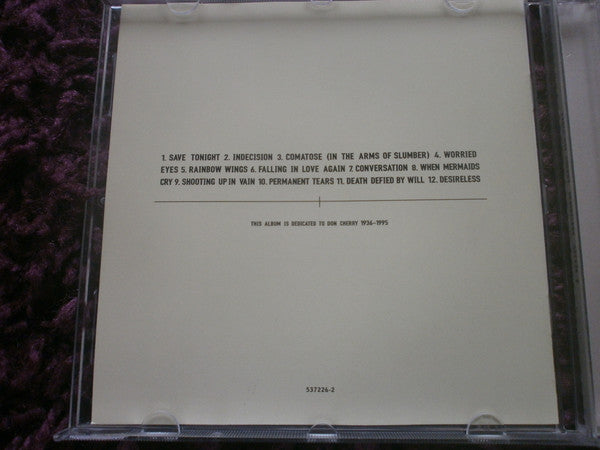 1. SAVE TONIGHT 2. INDECISION 3. COMATOSE (IN THE ARMS OF SLUMBER) 4. WORRIED
EYES 5. RAINBOW WINGS 6. FALLING IN LOVE AGAIN 7. CONVERSATION 8. WHEN MERMAIDS
CRY 9. SHOOTING UP IN VAIN 10. PERMANENT TEARS 11. DEATH DEFIED BY WILL 12. DESIRELESS
THIS ALBUM IS DEDICATED TO DON CHERRY 1936-1995
537226-2